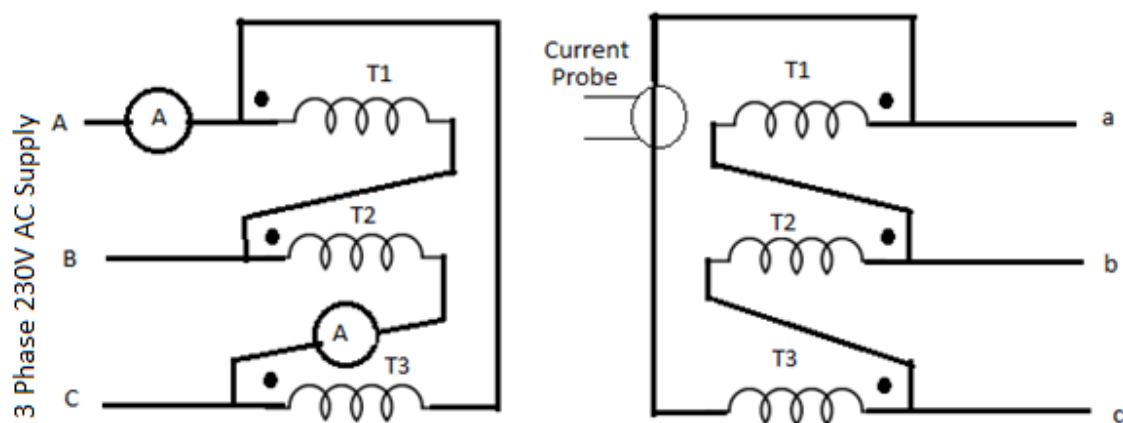 3 Phase 230V AC Supply
A
A
T1
B
T2
A
C
T3
Current
Probe
T1
a
T2
b
T3
c